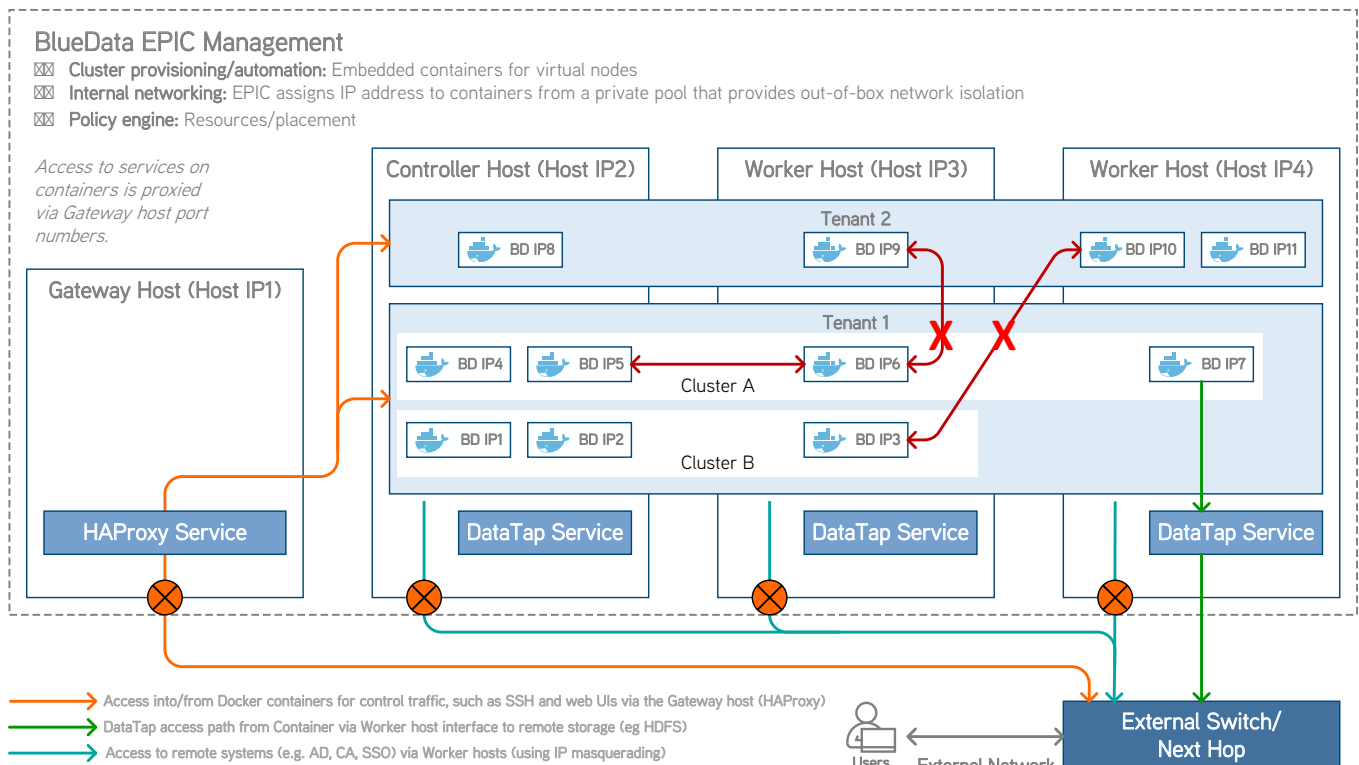 BlueData EPIC Management
Cluster provisioning/automation: Embedded containers for virtual nodes
Internal networking: EPIC assigns IP address to containers from a private pool that provides out-of-box network isolation
Policy engine: Resources/placement
Access to services on
containers is proxied
via Gateway host port
numbers.
Controller Host (Host IP2)
Worker Host (Host IP3)
Worker Host (Host IP4)
Tenant 2
BD IP8
BD IP9
BD IP10
BD IP11
Gateway Host (Host IP1)
Tenant 1
X
X
BD IP4
BD IP5
BD IP6
BD IP7
Cluster A
BD IP1
BD IP2
BD IP3
Cluster B
HAProxy Service
DataTap Service
DataTap Service
DataTap Service
Access into/from Docker containers for control traffic, such as SSH and web UIs via the Gateway host (HAProxy)
DataTap access path from Container via Worker host interface to remote storage (eg HDFS)
Access to remote systems (e.g. AD, CA, SSO) via Worker hosts (using IP masquerading)
Users
External Network
External Switch/
Next Hop